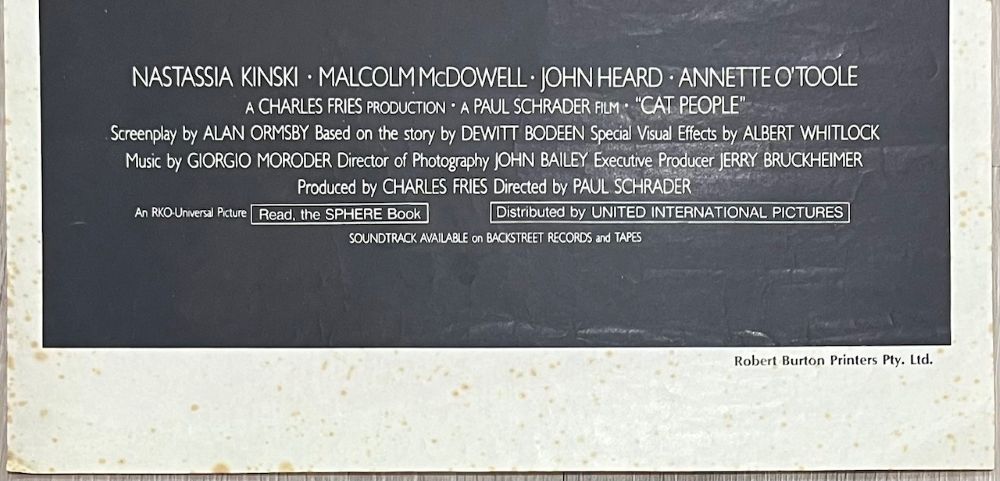 NASTASSIA KINSKI · MALCOLM McDOWELL · JOHN HEARD · ANNETTE O'TOOLE
A CHARLES FRIES PRODUCTION · A PAUL SCHRADER FILM · "CAT PEOPLE"
Screenplay by ALAN ORMSBY Based on the story by DEWITT BODEEN Special Visual Effects by ALBERT WHITLOCK
Music by GIORGIO MORODER Director of Photography JOHN BAILEY Executive Producer JERRY BRUCKHEIMER
Produced by CHARLES FRIES Directed by PAUL SCHRADER
An RKO-Universal Picture Read, the SPHERE Book Distributed by UNITED INTERNATIONAL PICTURES
SOUNDTRACK AVAILABLE on BACKSTREET RECORDS and TAPES
Robert Burton Printers Pty. Ltd.